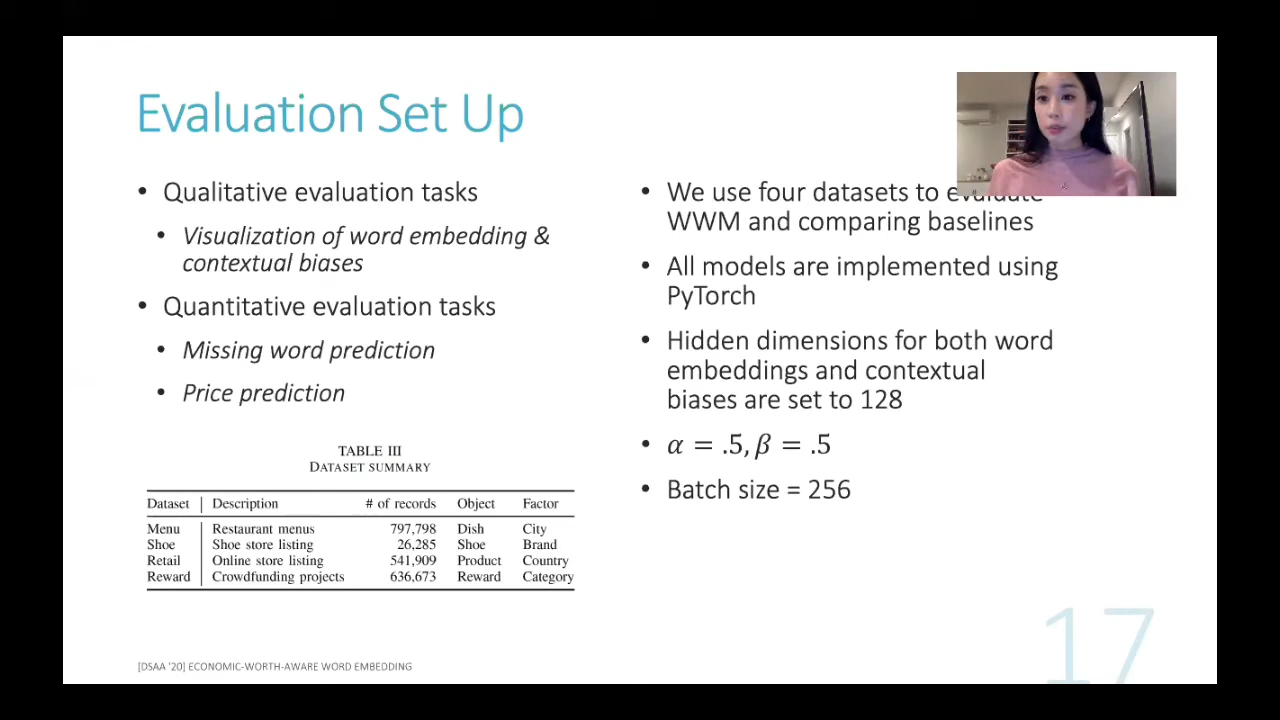 Evaluation Set Up
• Qualitative evaluation tasks
• Visualization of word embedding &
contextual biases
• Quantitative evaluation tasks
• Missing word prediction
• Price prediction
TABLE III
DATASET SUMMARY
Dataset Description # of records Object Factor
Menu Restaurant menus 797,798 Dish City
Shoe Shoe store listing 26,285 Shoe Brand
Retail Online store listing 541,909 Product Country
Reward Crowdfunding projects 636,673 Reward Category
• We use four datasets to evaluate
WWM and comparing baselines
• All models are implemented using
PyTorch
• Hidden dimensions for both word
embeddings and contextual
biases are set to 128
• α = .5, β = .5
• Batch size = 256
[DSAA '20] ECONOMIC-WORTH-AWARE WORD EMBEDDING
17